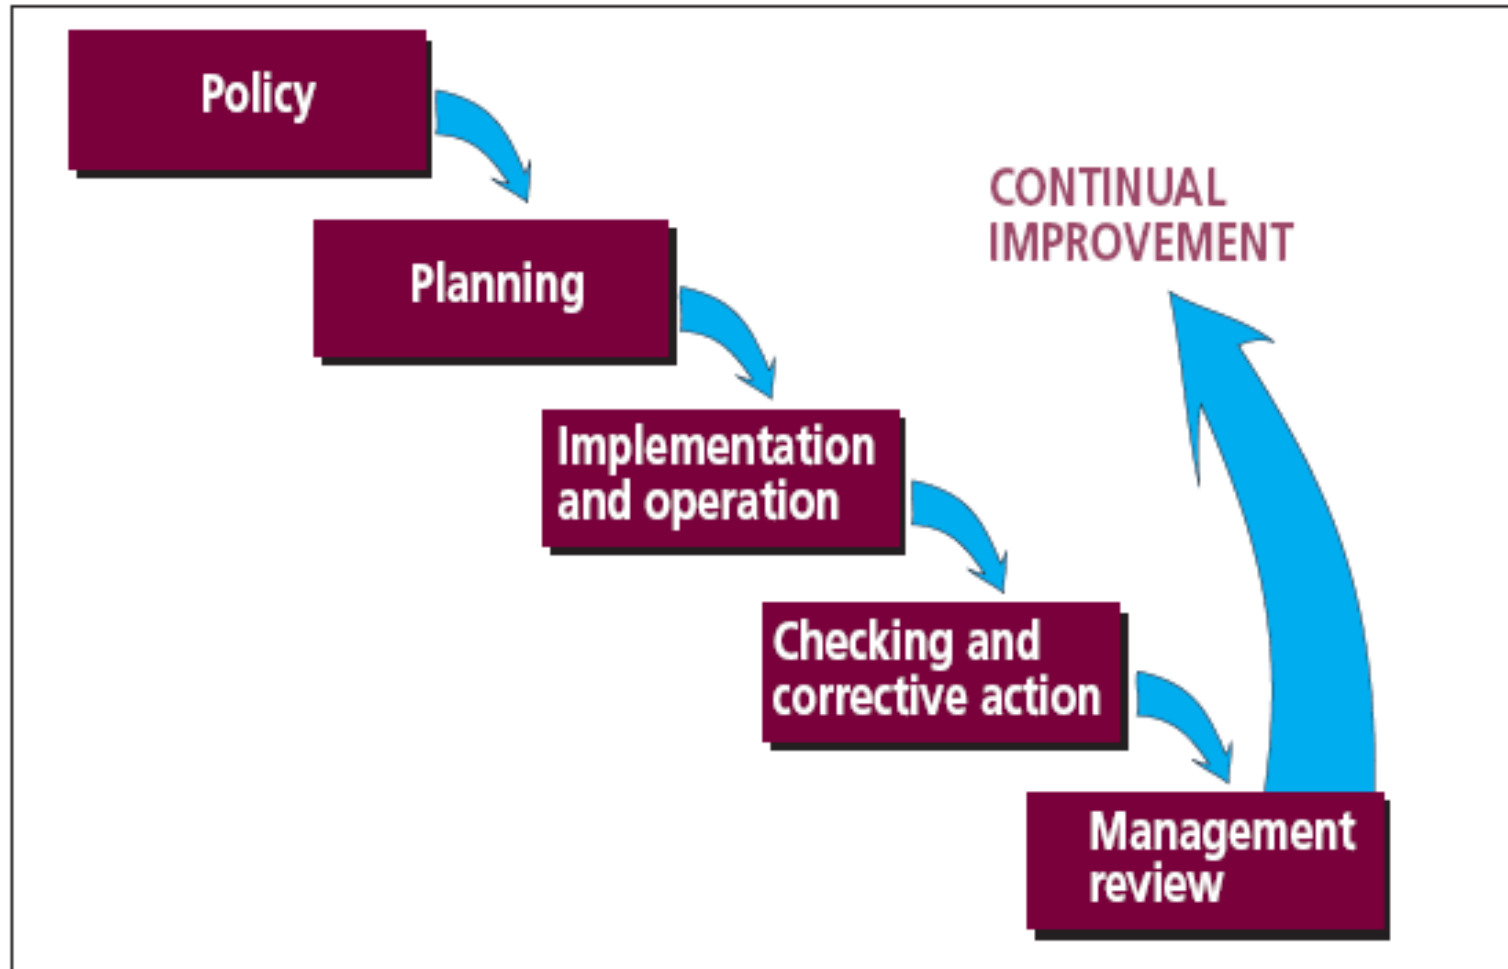 Policy
Planning
Implementation
and operation
Checking and
corrective action
Management
review
CONTINUAL
IMPROVEMENT